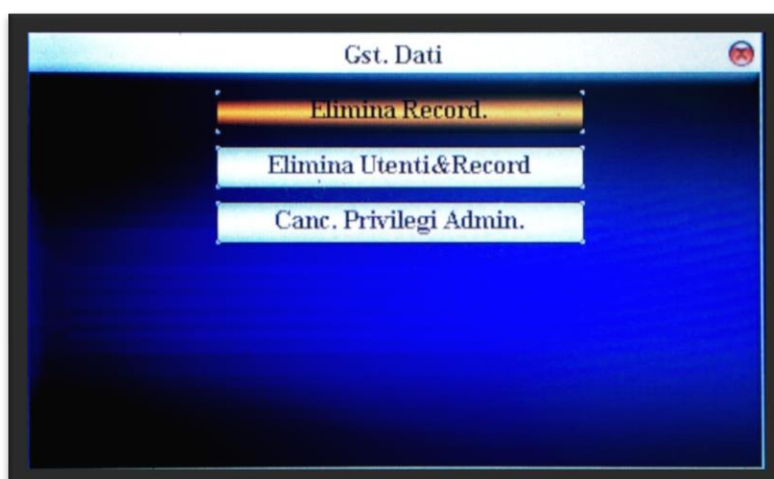 Gst. Dati
Elimina Record.
Elimina Utenti&Record
Canc. Privilegi Admin.